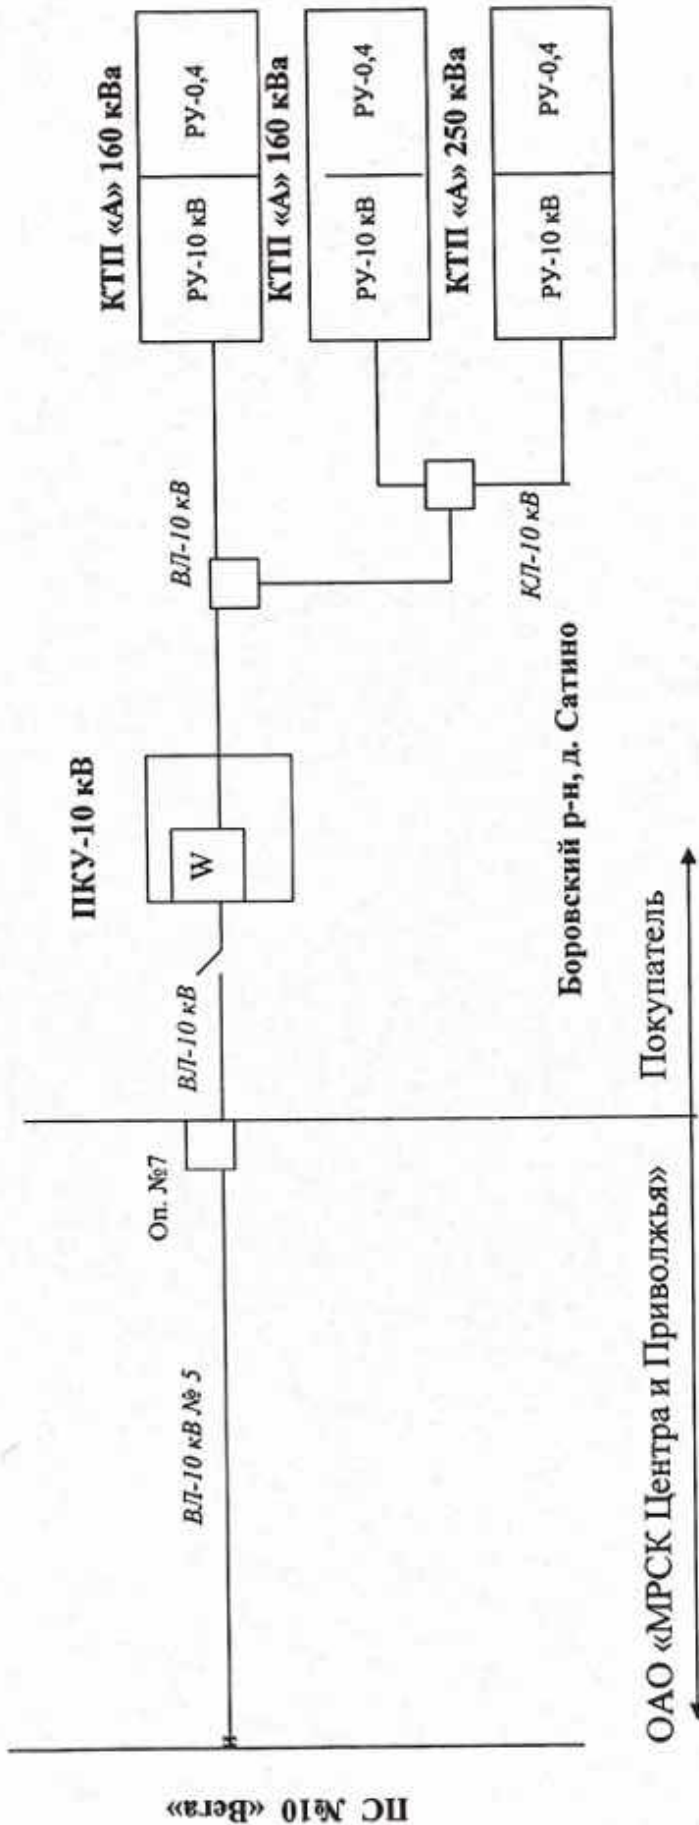 ПС №10 «Вега»
ВЛ-10 кВ № 5
Оп. №7
ВЛ-10 кВ
ПКУ-10 кВ
W
ВЛ-10 кВ
КТП «А» 160 кВа
РУ-10 кВ
РУ-0,4
КТП «А» 160 кВа
РУ-10 кВ
РУ-0,4
КТП «А» 250 кВа
РУ-10 кВ
РУ-0,4
КЛ-10 кВ
Боровский р-н, д. Сатино
ОАО «МРСК Центра и Приволжья»
Покупатель